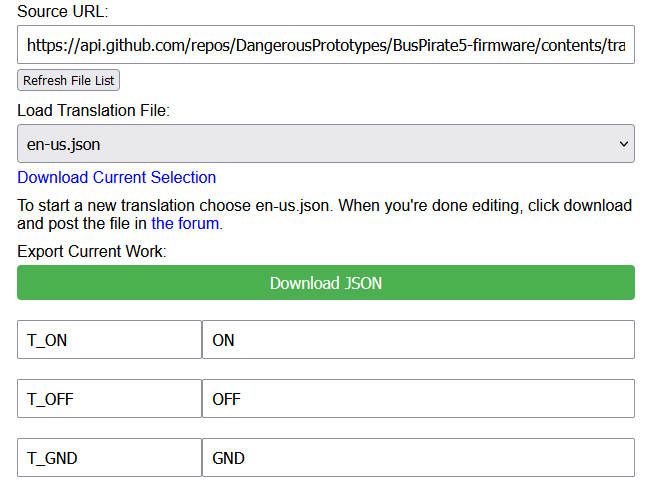 Source URL:
https://api.github.com/repos/DangerousPrototypes/BusPirate5-firmware/contents/tra
Refresh File List
Load Translation File:
en-us.json
Download Current Selection
To start a new translation choose en-us.json. When you're done editing, click download
and post the file in the forum.
Export Current Work:
Download JSON
T_ON ON
T_OFF OFF
T_GND GND